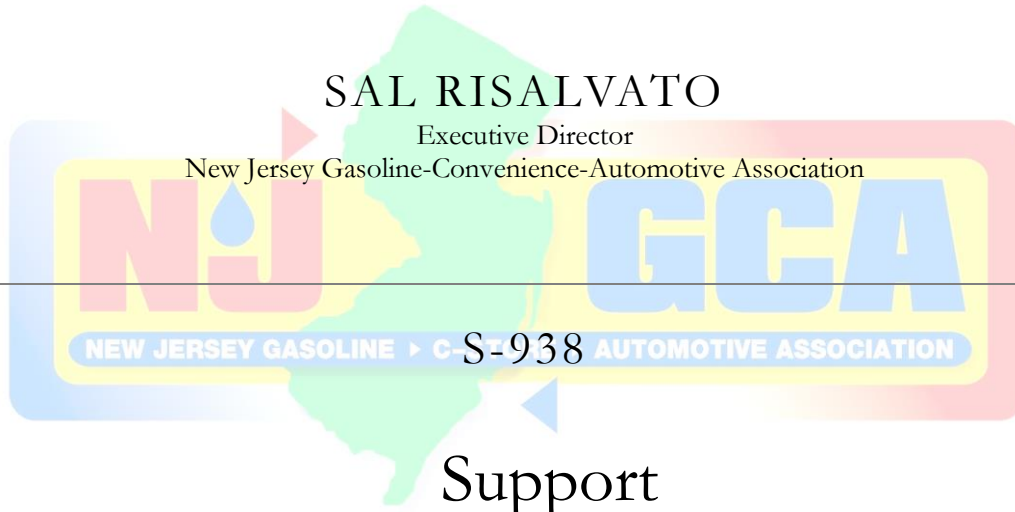 SAL RISALVATO
Executive Director
New Jersey Gasoline-Convenience-Automotive Association
NJ GCA
S-938
NEW JERSEY GASOLINE ▸ C-STORE AUTOMOTIVE ASSOCIATION
Support